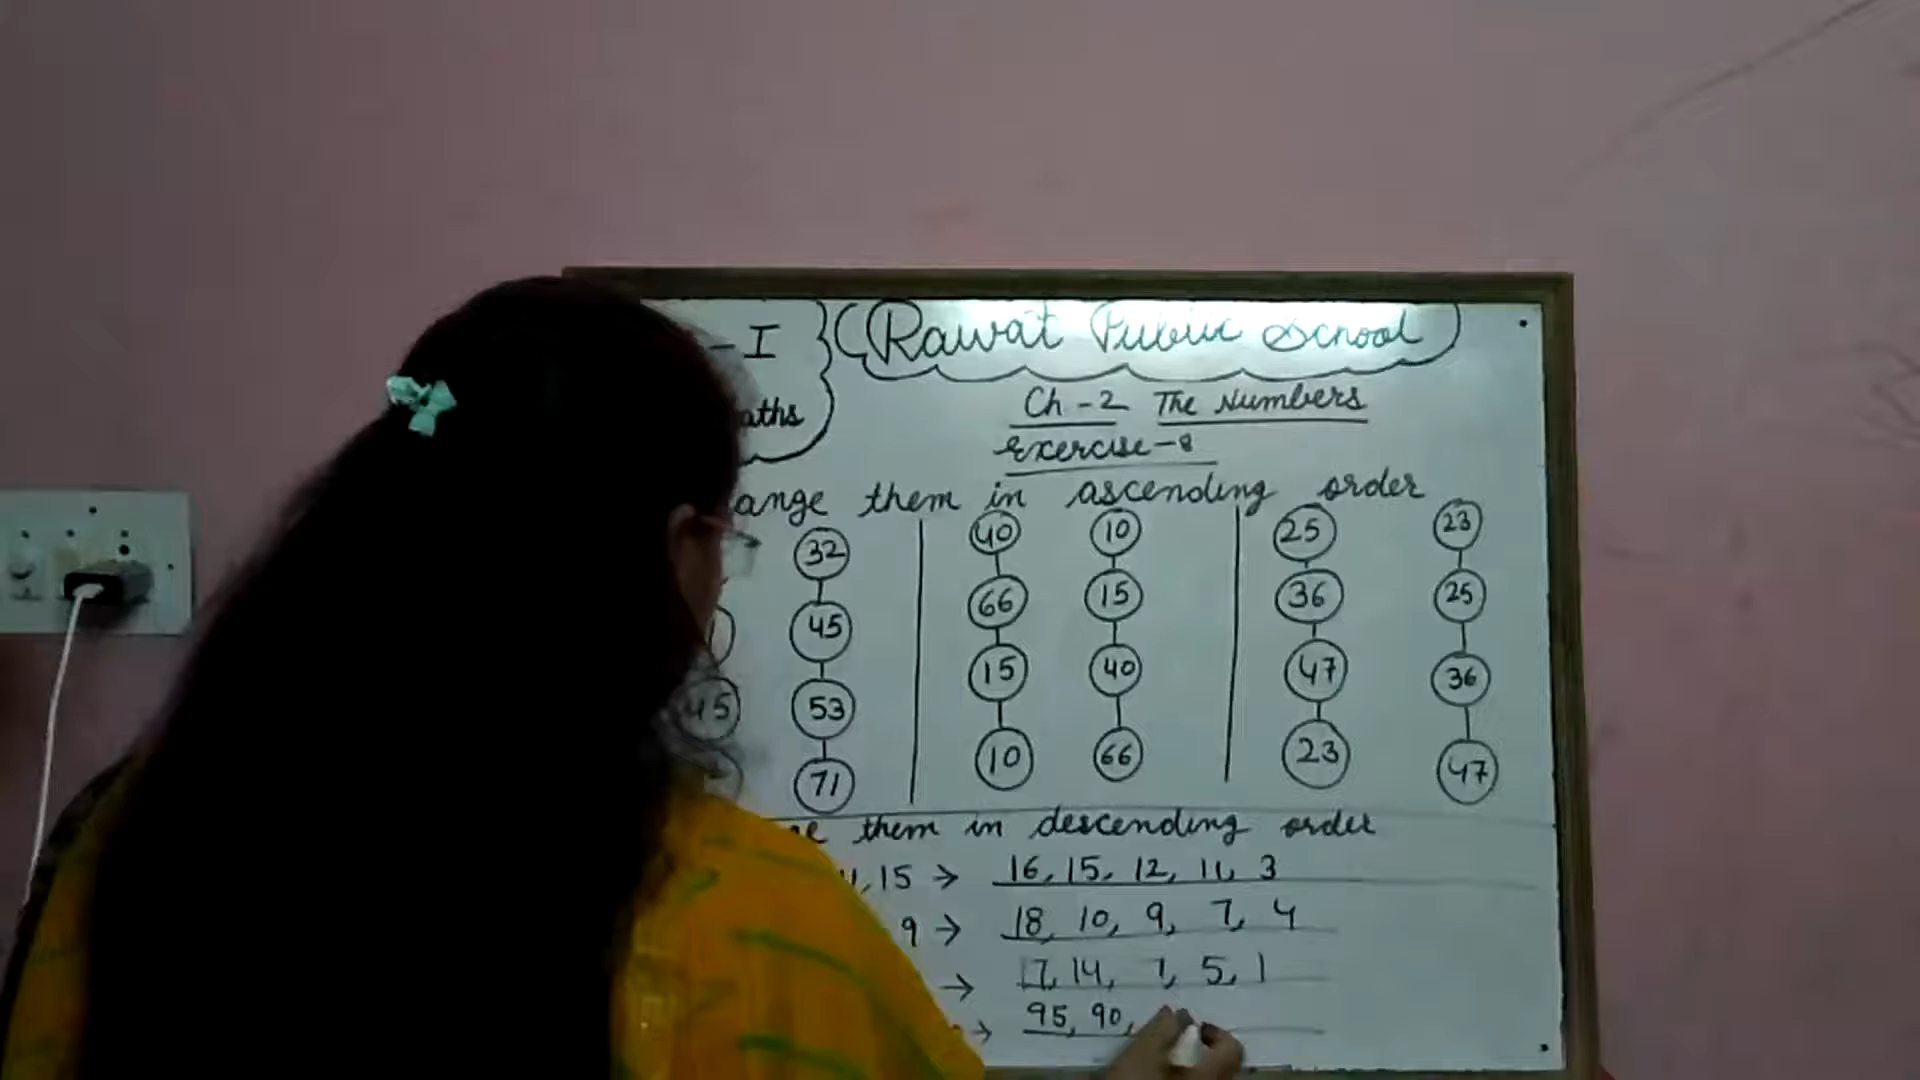 -I Rawat Public School
aths Ch-2 The Numbers
Exercise-8
ange them in ascending order
32 40 10 25 23
45 66 15 36 25
45 53 15 40 47 36
71 10 66 23 47
e them in descending order
11, 15 → 16, 15, 12, 11, 3
9 → 18, 10, 9, 7, 4
→ 17, 14, 7, 5, 1
→ 95, 90,